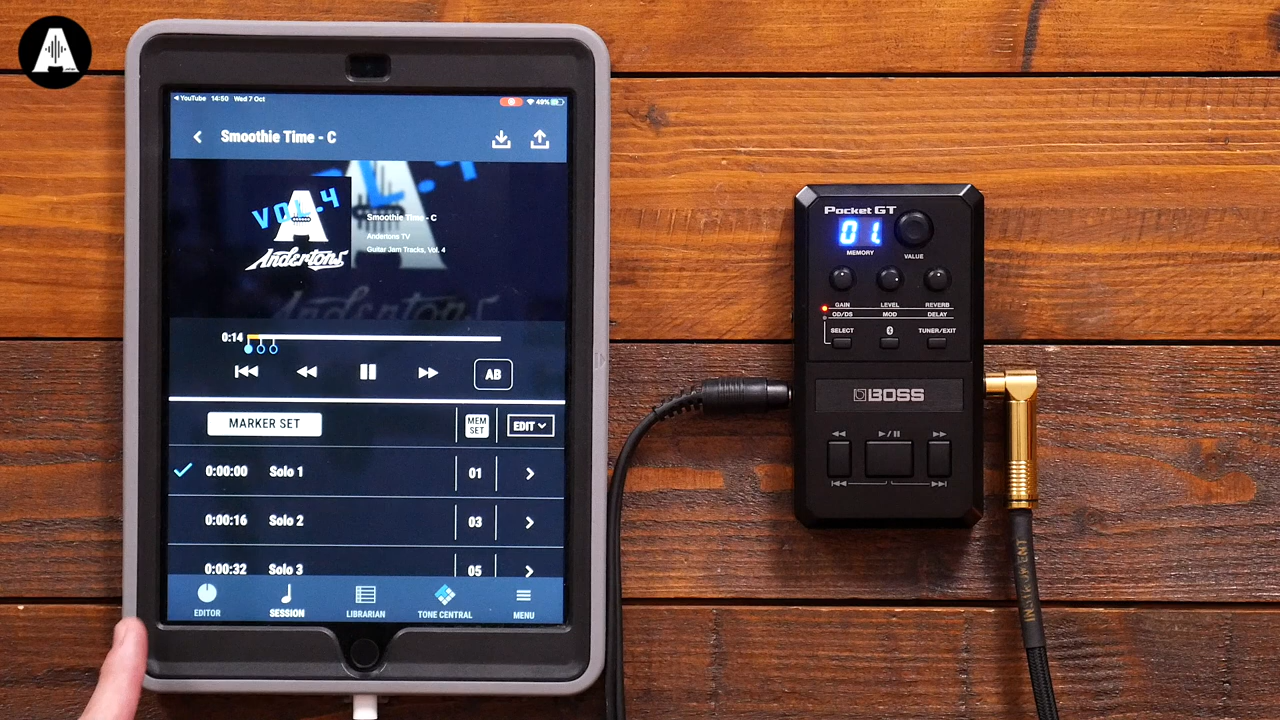 A
YouTube 14:50 Wed 7 Oct
49%
Smoothie Time - C
VOL.4
Andertons
Smoothie Time - C
Andertons TV
Guitar Jam Tracks, Vol. 4
0:14
AB
MARKER SET
MEM SET
EDIT
0:00:00 Solo 1 01
0:00:16 Solo 2 03
0:00:32 Solo 3 05
EDITOR
SESSION
LIBRARIAN
TONE CENTRAL
MENU
Pocket GT
01.
MEMORY
VALUE
GAIN LEVEL REVERB
OD/DS MOD DELAY
SELECT TUNER/EXIT
BOSS
INSTRUMENT